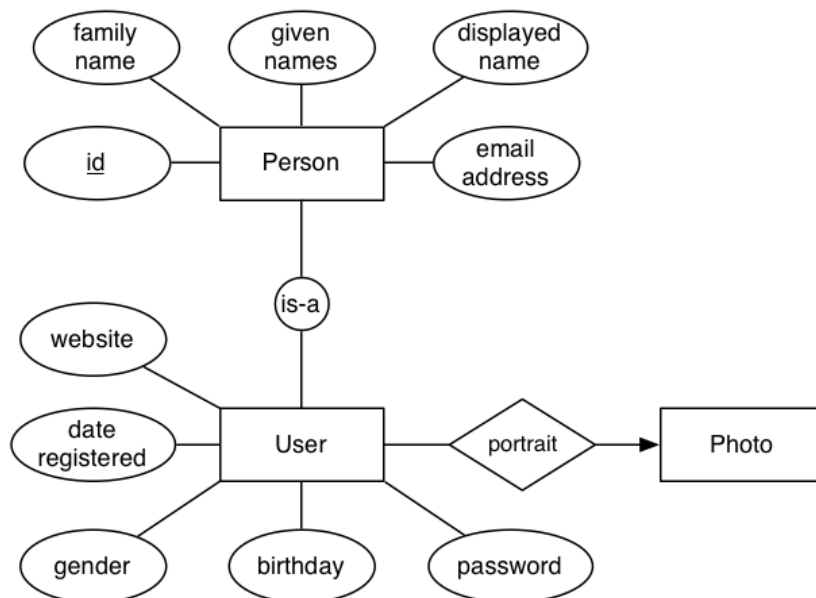 family
name
given
names
displayed
name
id
Person
email
address
is-a
website
date
registered
User
portrait
Photo
gender
birthday
password